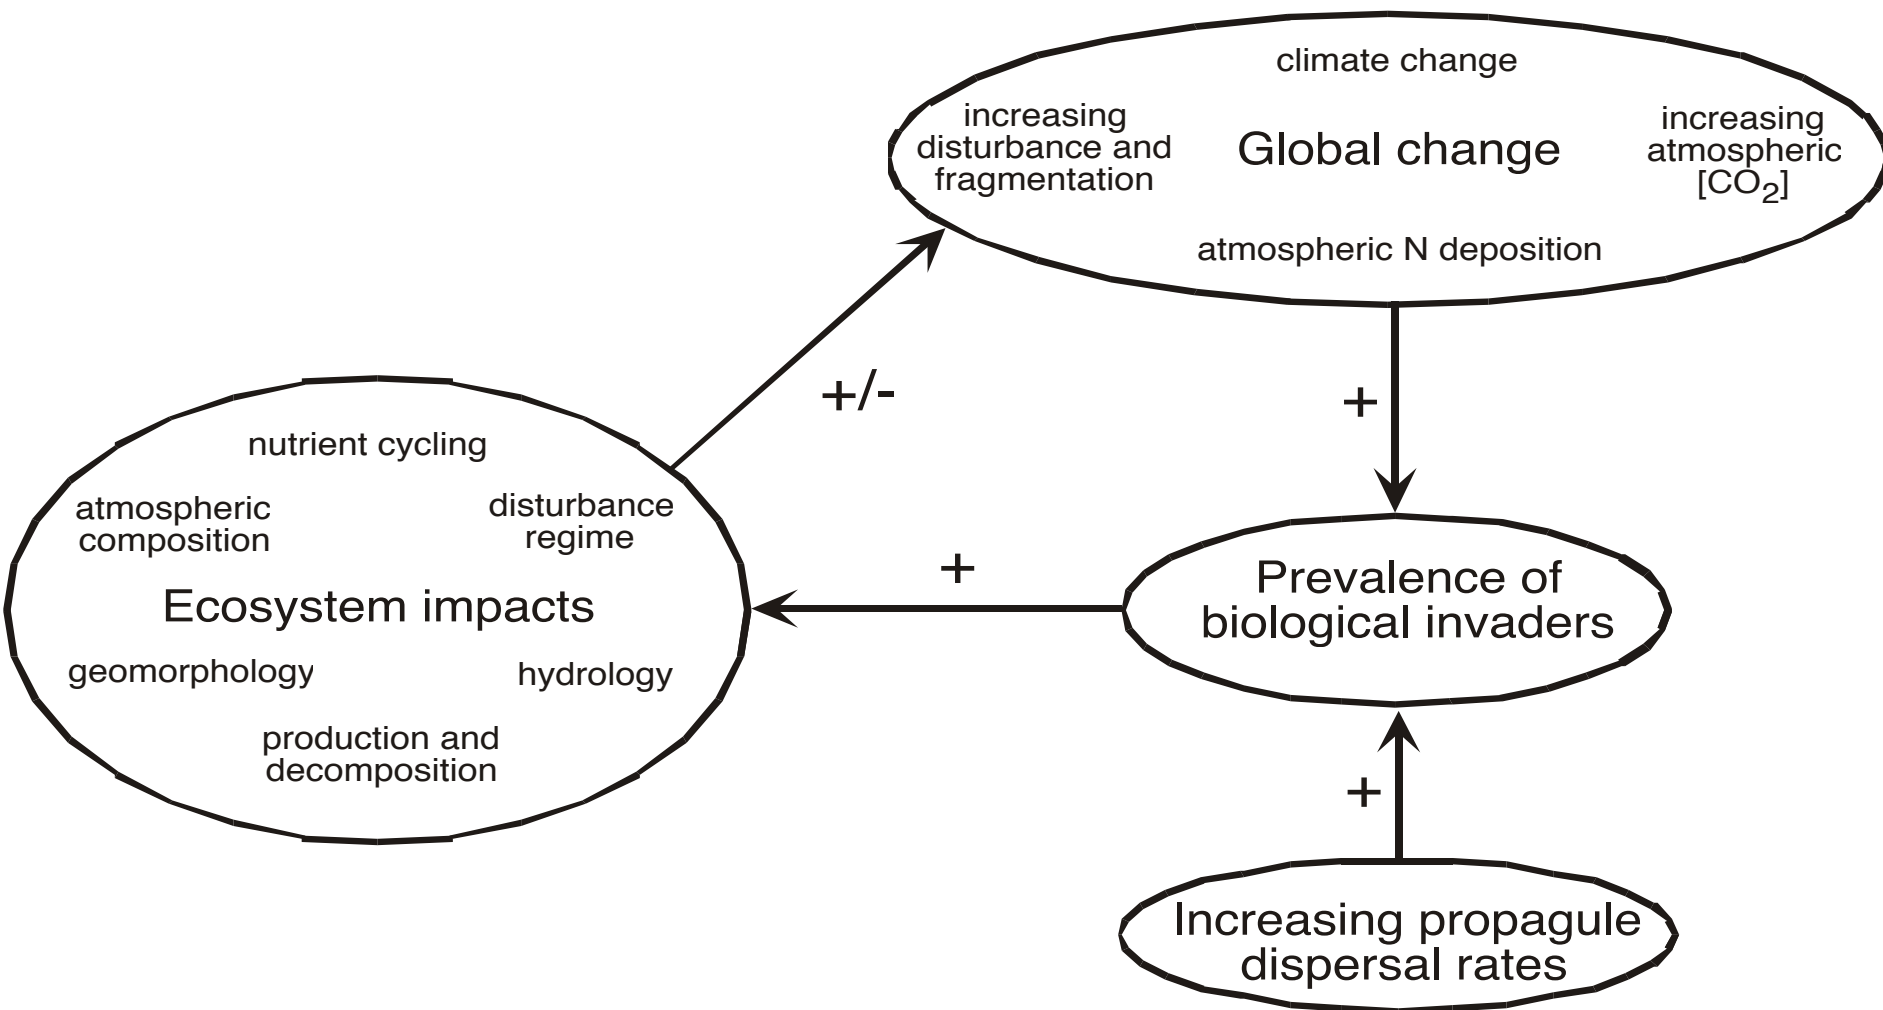 climate change
increasing
disturbance and
fragmentation
Global change
increasing
atmospheric
[CO2]
atmospheric N deposition
+/-
+
nutrient cycling
atmospheric
composition
disturbance
regime
Ecosystem impacts
geomorphology
hydrology
production and
decomposition
+
Prevalence of
biological invaders
+
Increasing propagule
dispersal rates